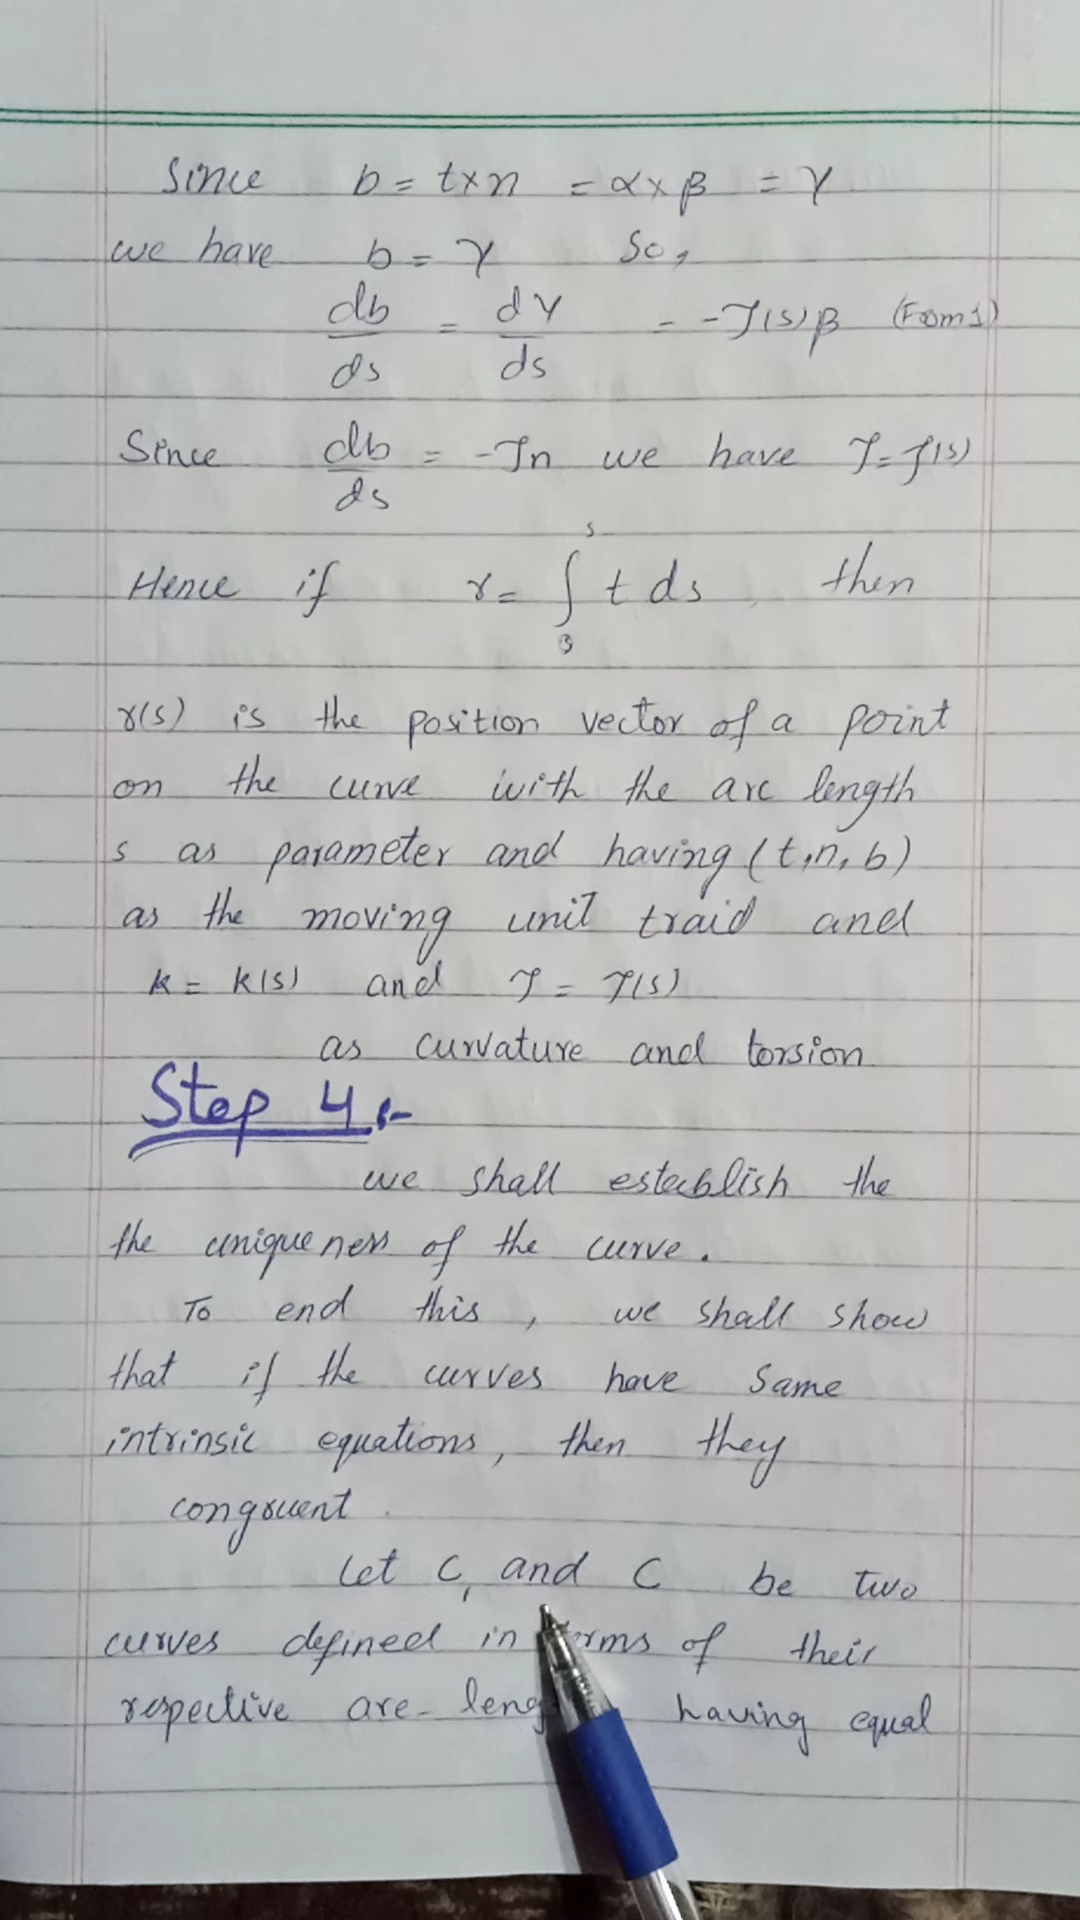 Since b = t×n = α×β = γ
we have b = γ So,
db/ds = dγ/ds = -τ(s)β (From 1)
Since db/ds = -τn we have τ = τ(s)
Hence if r = ∫₀ˢ t ds then
r(s) is the position vector of a point
on the curve with the arc length
s as parameter and having (t,n,b)
as the moving unit traid and
k = k(s) and τ = τ(s)
as curvature and torsion
Step 4:-
we shall establish the
the uniqueness of the curve.
To end this, we shall show
that if the curves have same
intrinsic equations, then they
congruent.
Let C₁ and C be two
curves defined in their
respective arc having equal